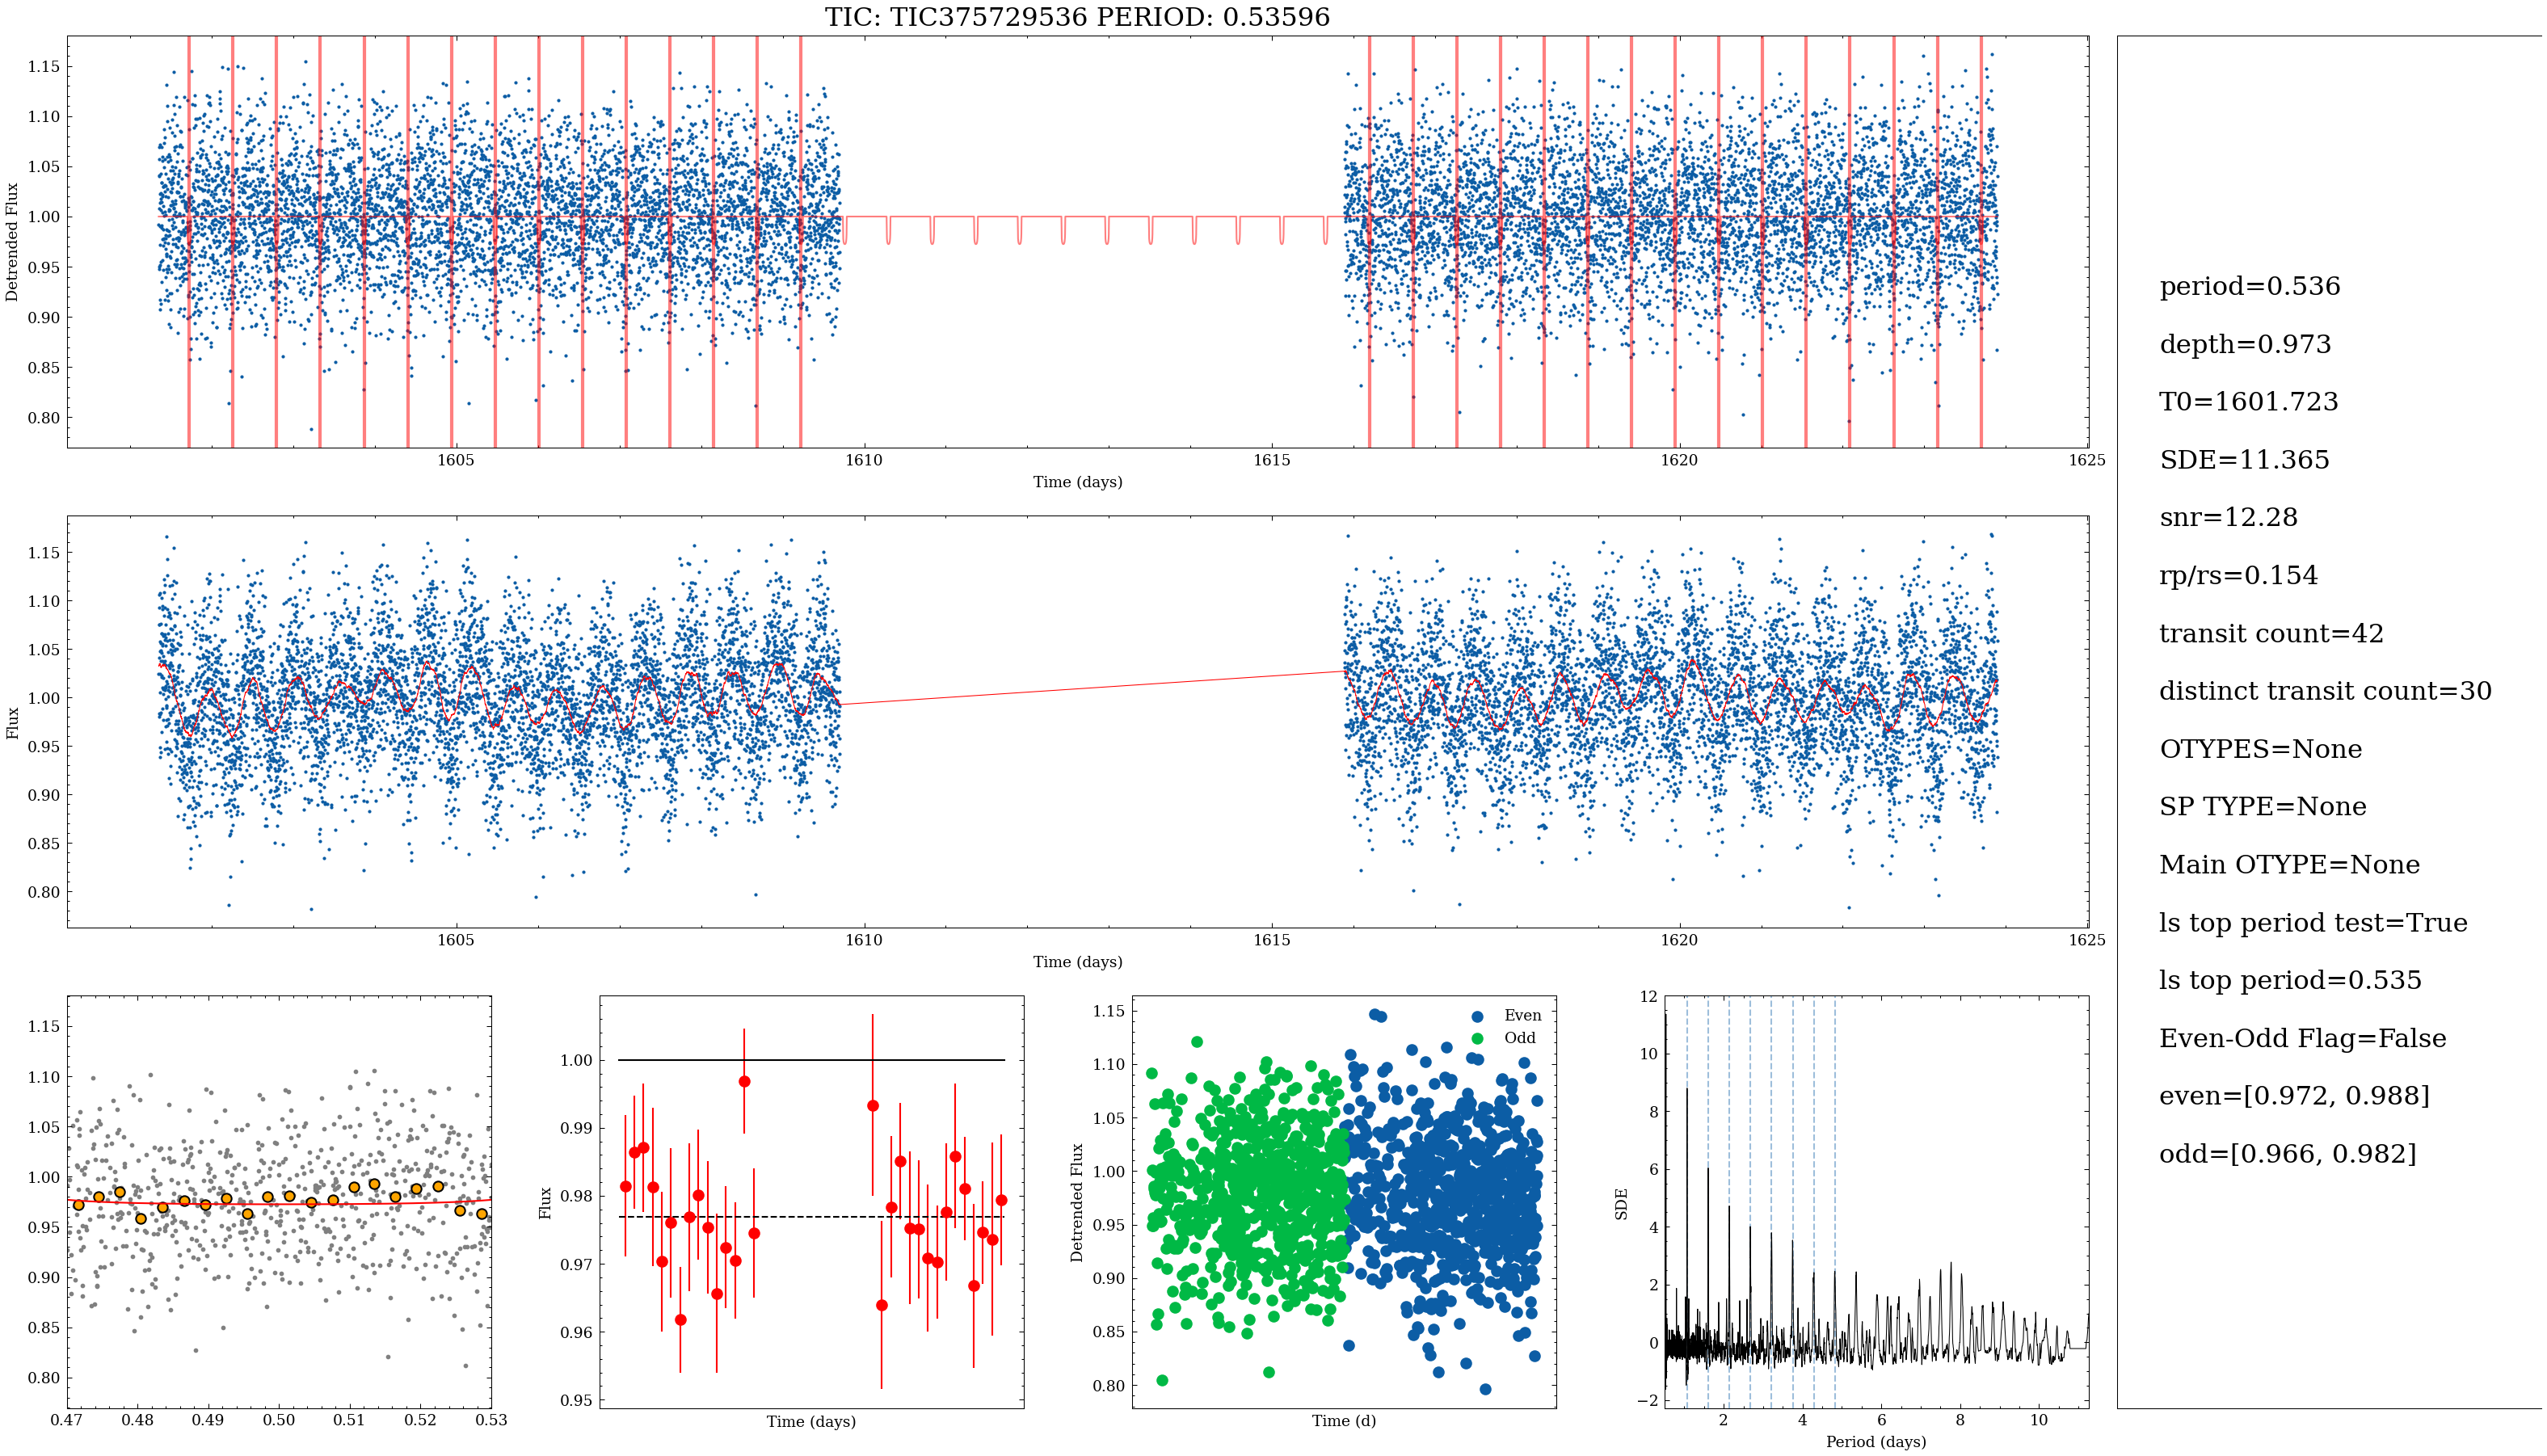 TIC: TIC375729536 PERIOD: 0.53596
1.15
1.10
1.05
1.00
0.95
0.90
0.85
0.80
Detrended Flux
1605
1610
1615
1620
1625
Time (days)
1.15
1.10
1.05
1.00
0.95
0.90
0.85
0.80
Flux
1605
1610
1615
1620
1625
Time (days)
1.15
1.10
1.05
1.00
0.95
0.90
0.85
0.80
0.47
0.48
0.49
0.50
0.51
0.52
0.53
1.00
0.99
0.98
0.97
0.96
0.95
Flux
Time (days)
1.15
1.10
1.05
1.00
0.95
0.90
0.85
0.80
Detrended Flux
Even
Odd
Time (d)
12
10
8
6
4
2
0
−2
SDE
2
4
6
8
10
Period (days)
period=0.536
depth=0.973
T0=1601.723
SDE=11.365
snr=12.28
rp/rs=0.154
transit count=42
distinct transit count=30
OTYPES=None
SP TYPE=None
Main OTYPE=None
ls top period test=True
ls top period=0.535
Even-Odd Flag=False
even=[0.972, 0.988]
odd=[0.966, 0.982]